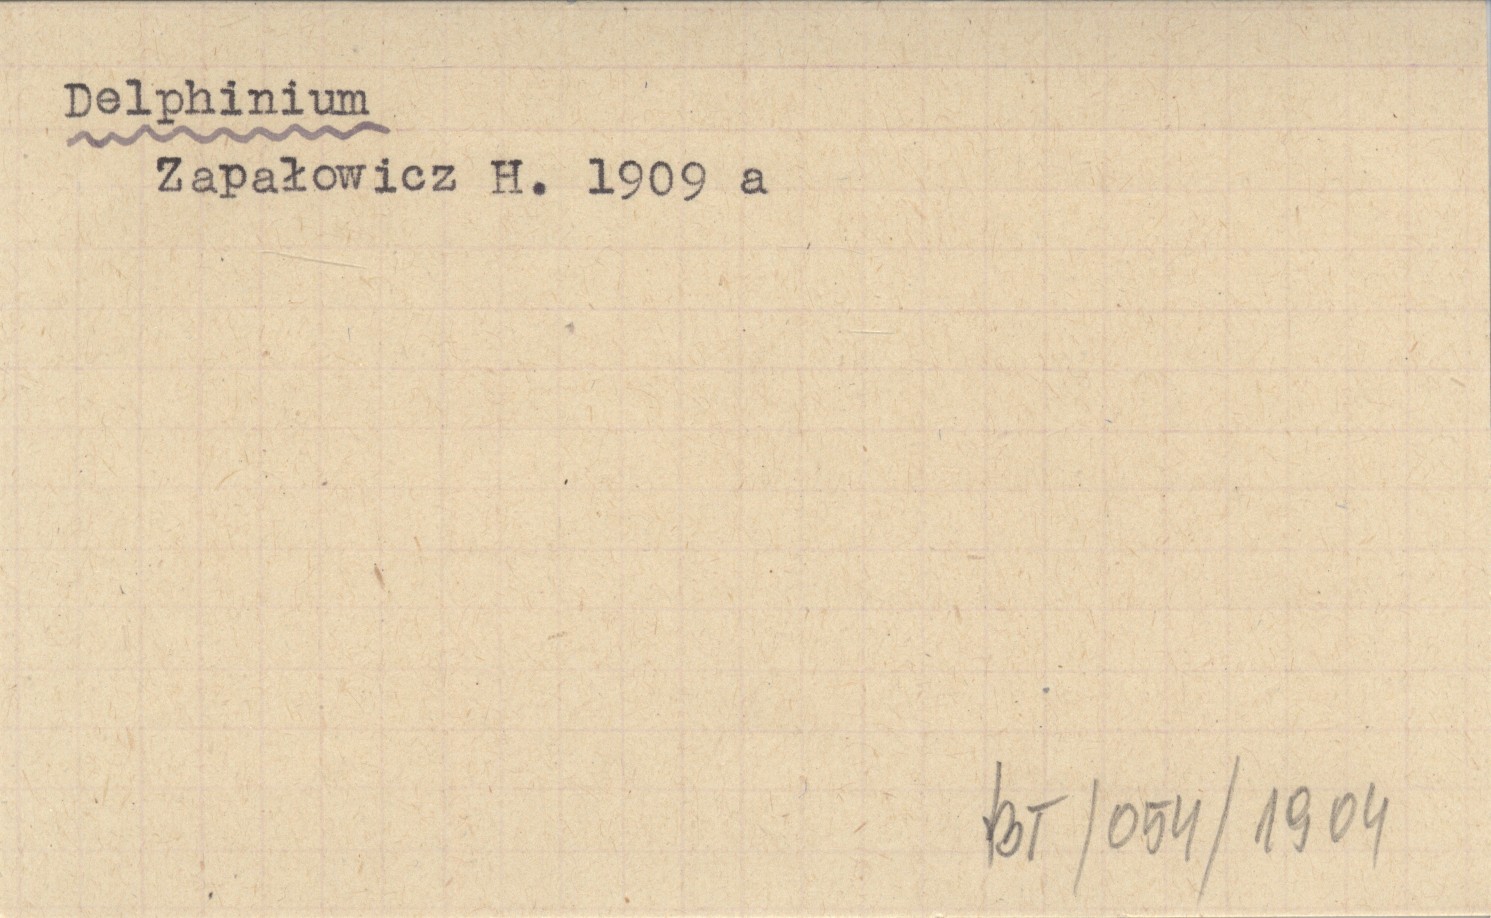 Delphinium
Zapałowicz H. 1909 a
BT/054/1904